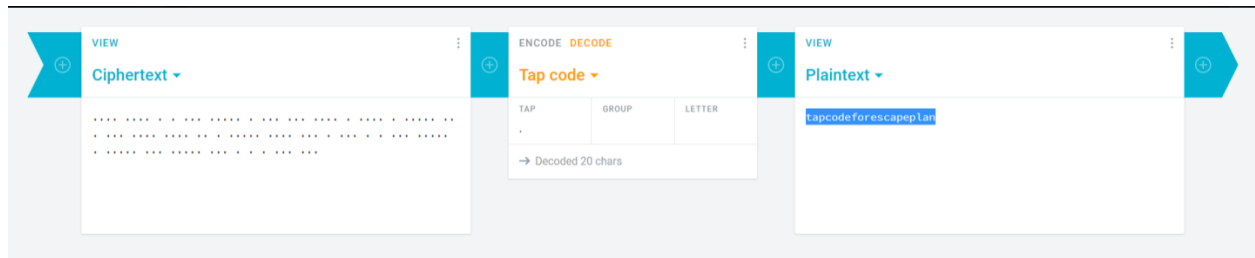 VIEW
Ciphertext
.... .... . . ... ..... . ... ... .... . .... . ..... ..
. ... .... .... .. . ..... .... ... . ... . . ... .....
. ..... ... ..... ... . . . ... ...
ENCODE DECODE
Tap code
TAP GROUP LETTER
.
→ Decoded 20 chars
VIEW
Plaintext
tapcodeforescapeplan